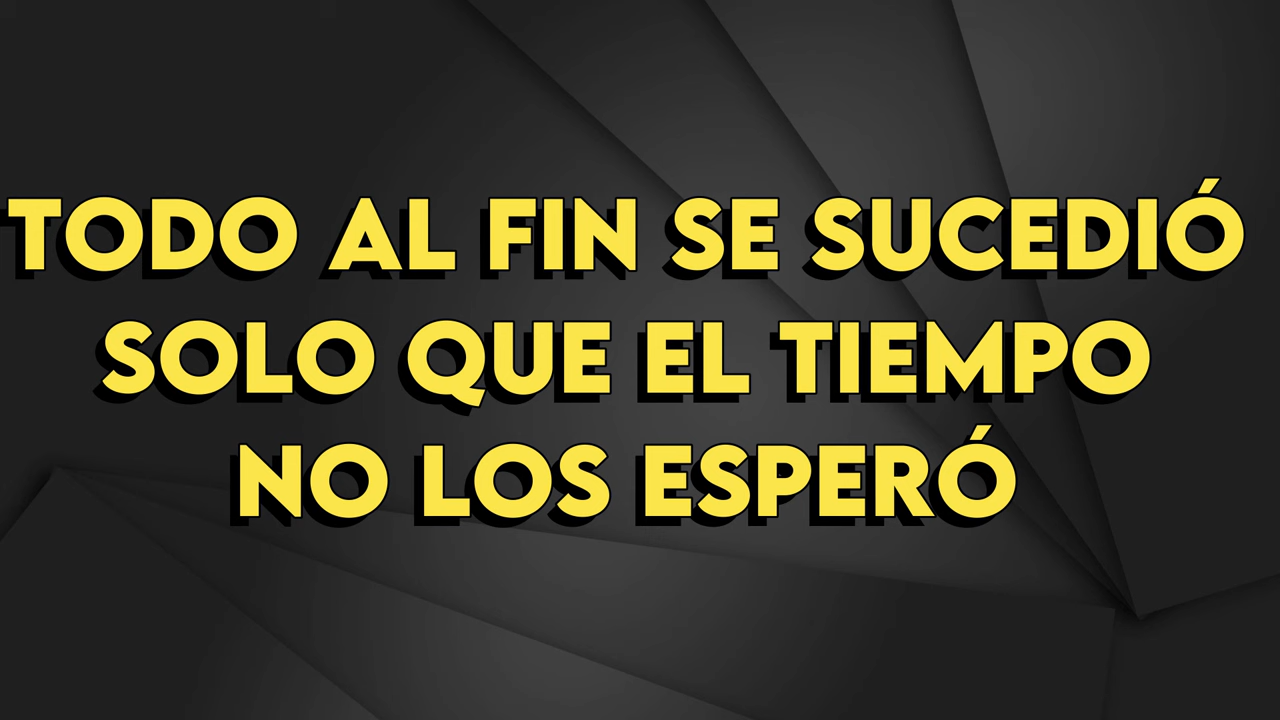 TODO AL FIN SE SUCEDIÓ
SOLO QUE EL TIEMPO
NO LOS ESPERÓ